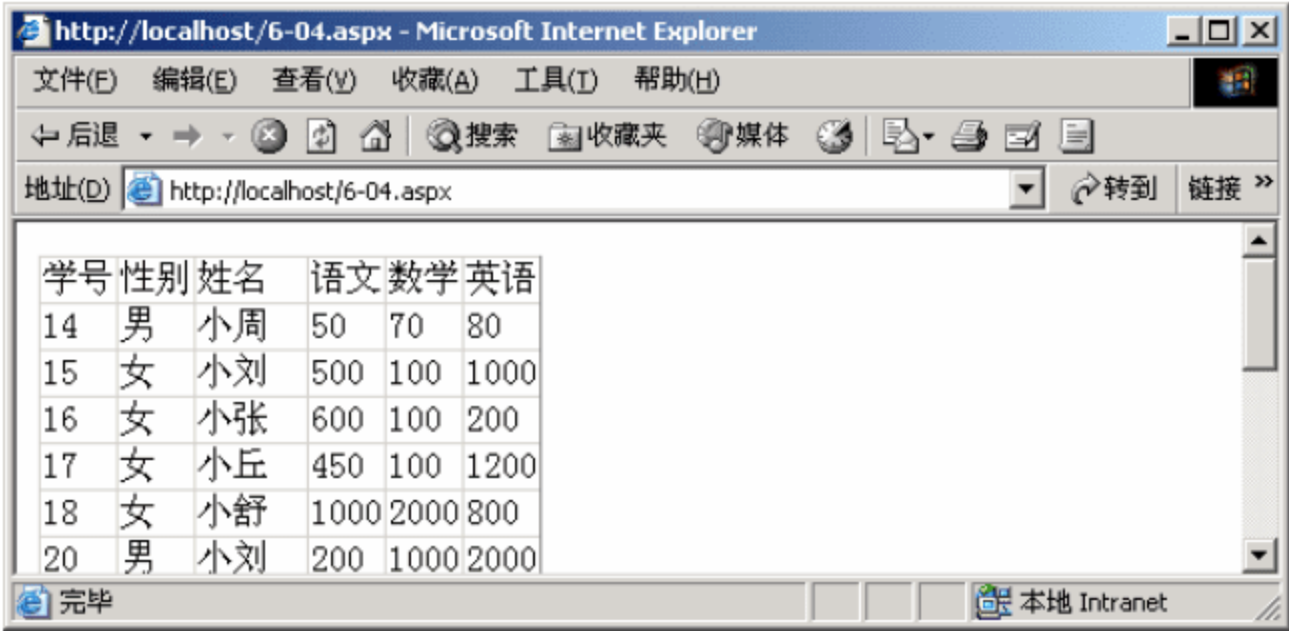 http://localhost/6-04.aspx - Microsoft Internet Explorer
文件(F) 编辑(E) 查看(V) 收藏(A) 工具(T) 帮助(H)
后退 搜索 收藏夹 媒体
地址(D) http://localhost/6-04.aspx 转到 链接 »
学号 性别 姓名 语文 数学 英语
14 男 小周 50 70 80
15 女 小刘 500 100 1000
16 女 小张 600 100 200
17 女 小丘 450 100 1200
18 女 小舒 1000 2000 800
20 男 小刘 200 1000 2000
完毕 本地 Intranet